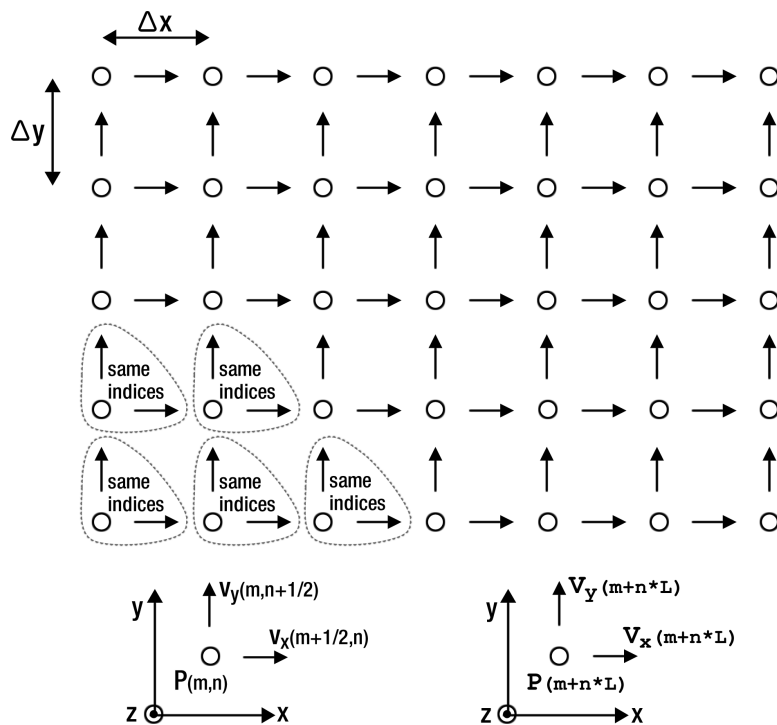 Δx
Δy
same
indices
same
indices
same
indices
same
indices
same
indices
y
vy(m,n+1/2)
vx(m+1/2,n)
P(m,n)
z
x
y
Vy(m+n*L)
Vx(m+n*L)
P(m+n*L)
z
x